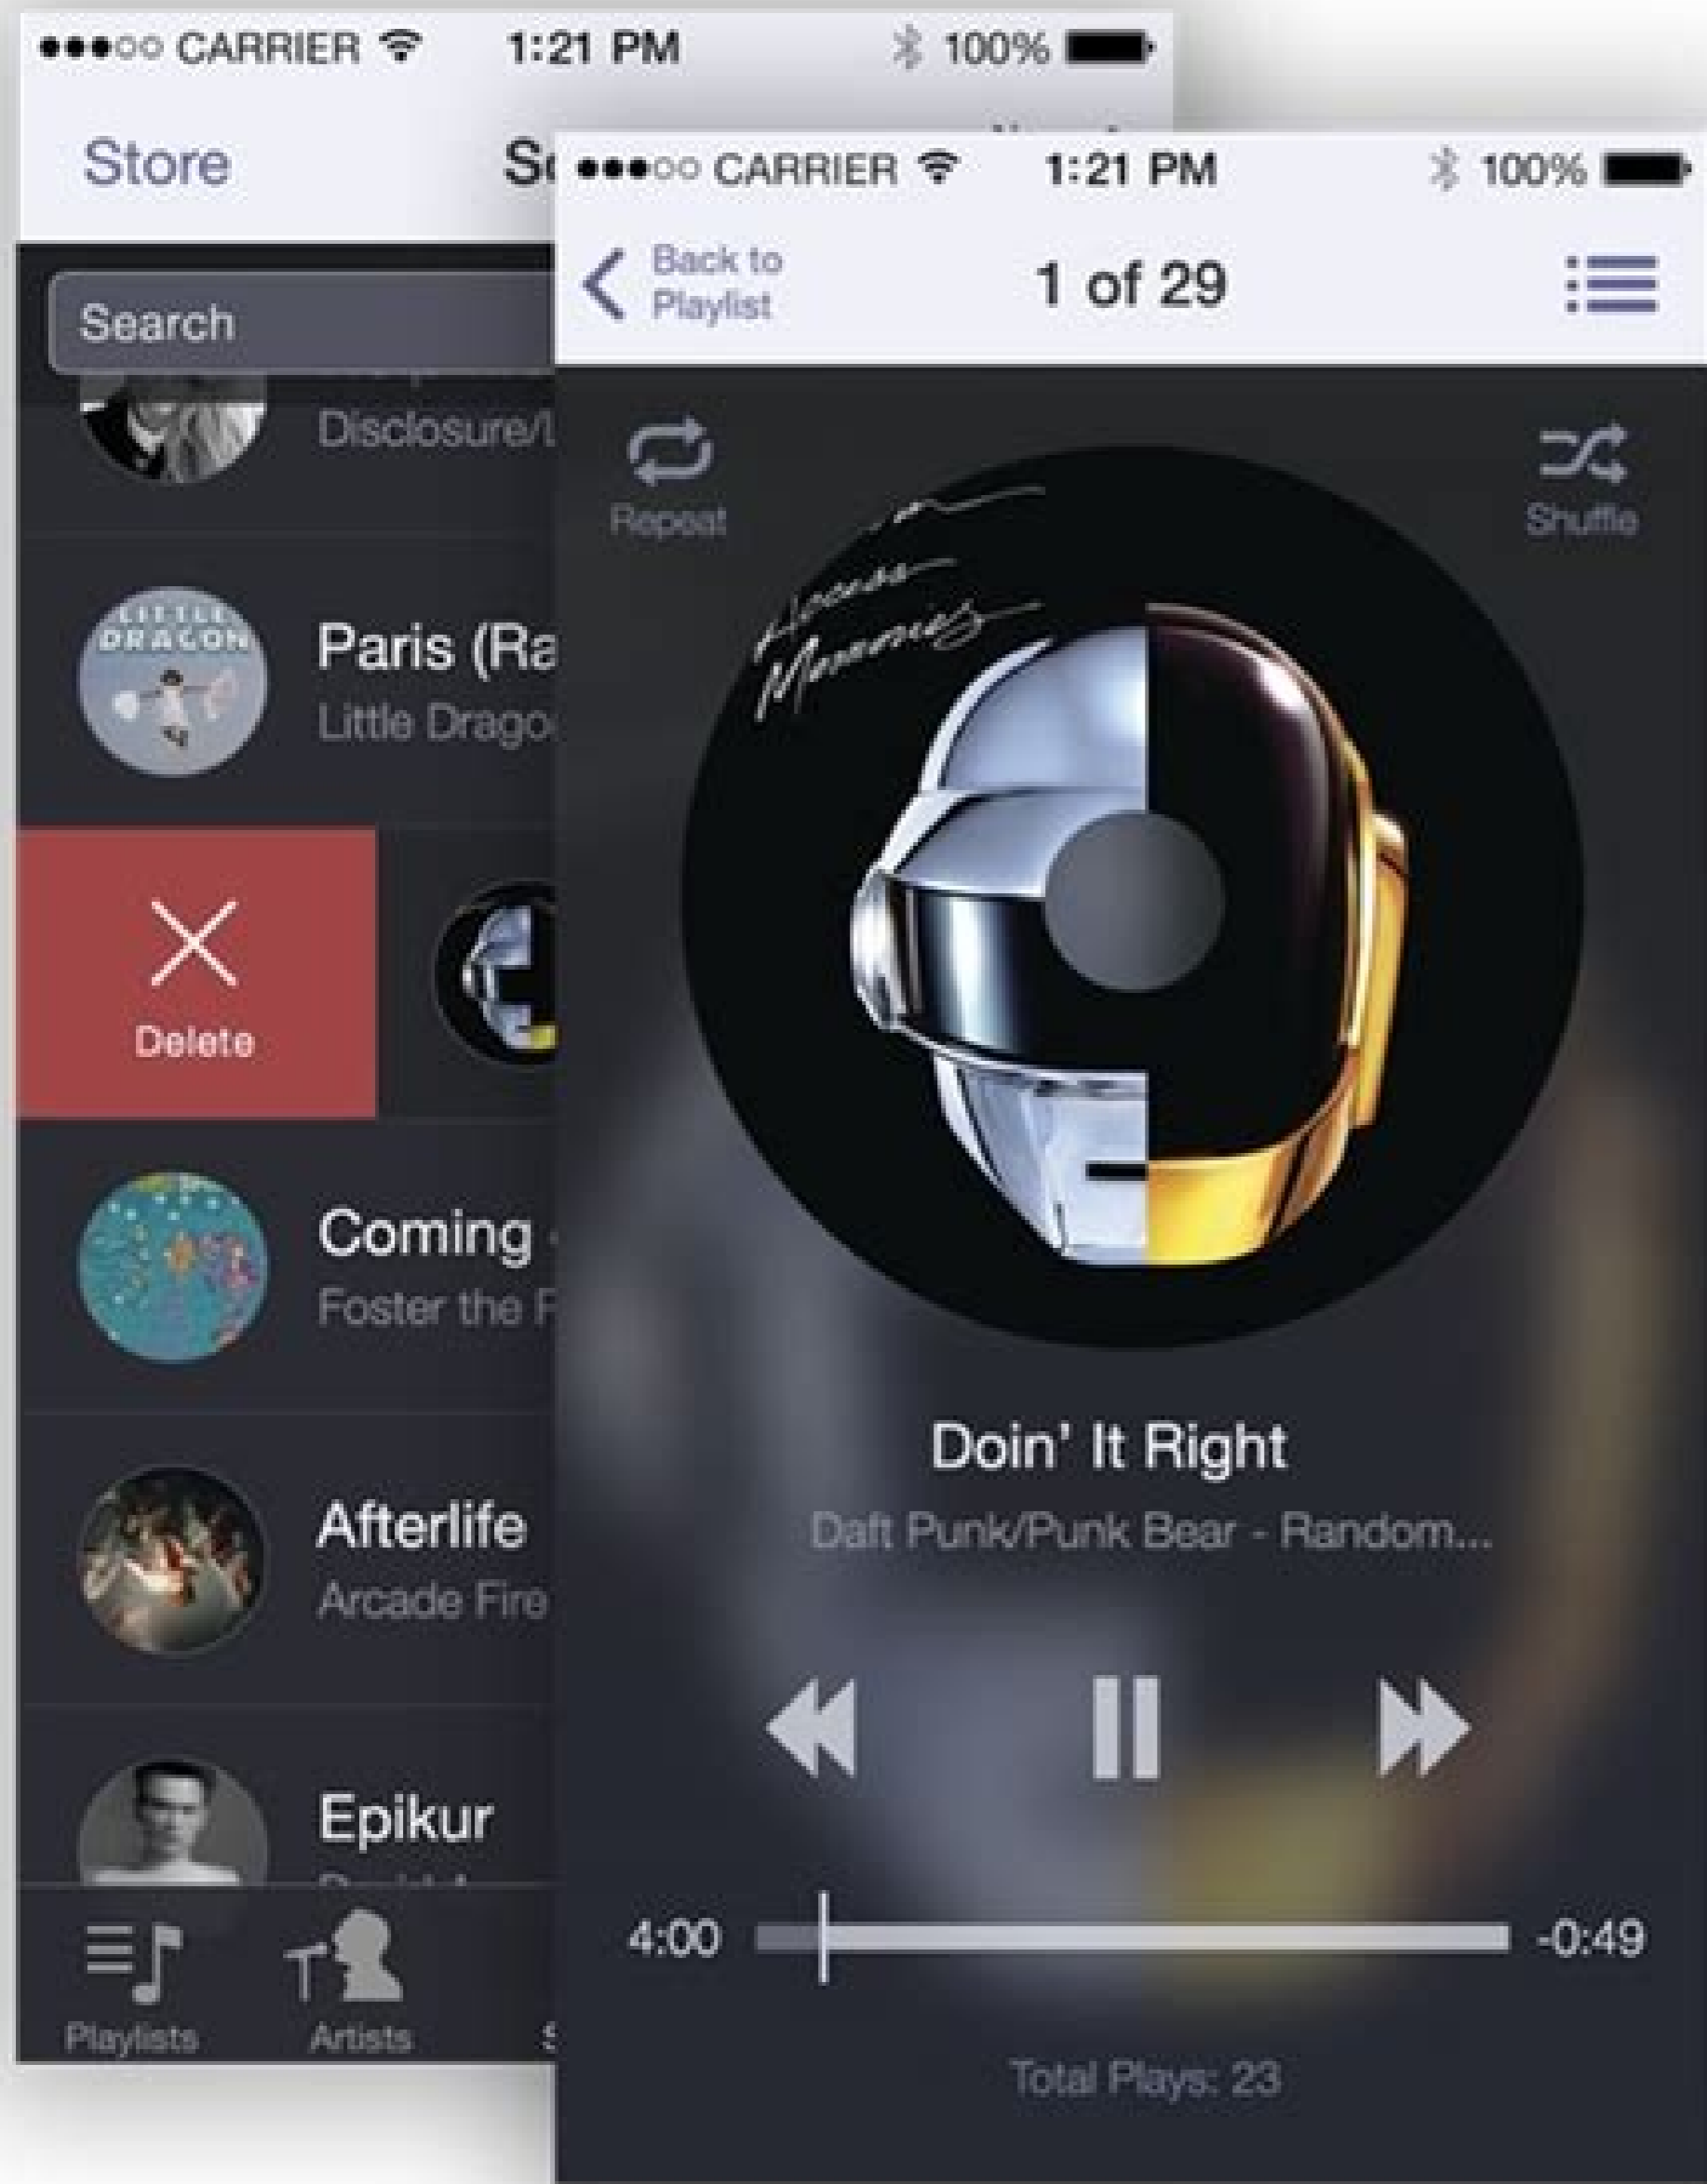 CARRIER 1:21 PM 100%
Store
Search
Disclosure/
LITTLE
DRAGON
Paris (Ra
Little Drago
Delete
Coming
Foster the
Afterlife
Arcade Fire
Epikur
Playlists
Artists
CARRIER 1:21 PM 100%
Back to
Playlist
1 of 29
Repeat
Shuffle
Access
Memories
Doin’ It Right
Daft Punk/Punk Bear - Random...
4:00
-0:49
Total Plays: 23